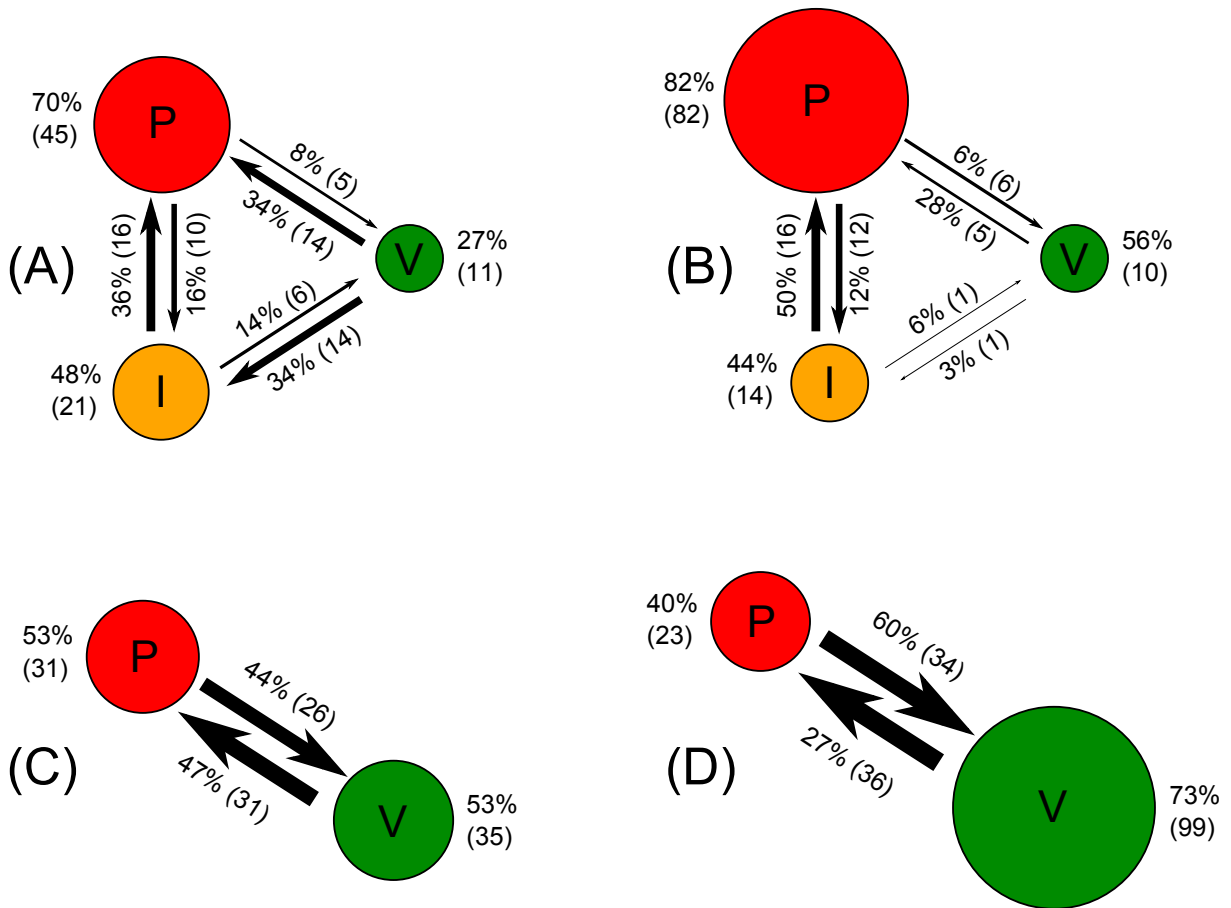 70%
(45)
P
8% (5)
34% (14)
(A)
36% (16)
16% (10)
V
27%
(11)
14% (6)
34% (14)
48%
(21)
I
82%
(82)
P
6% (6)
28% (5)
(B)
50% (16)
12% (12)
V
56%
(10)
6% (1)
3% (1)
44%
(14)
I
53%
(31)
P
44% (26)
47% (31)
(C)
V
53%
(35)
40%
(23)
P
60% (34)
27% (36)
(D)
V
73%
(99)